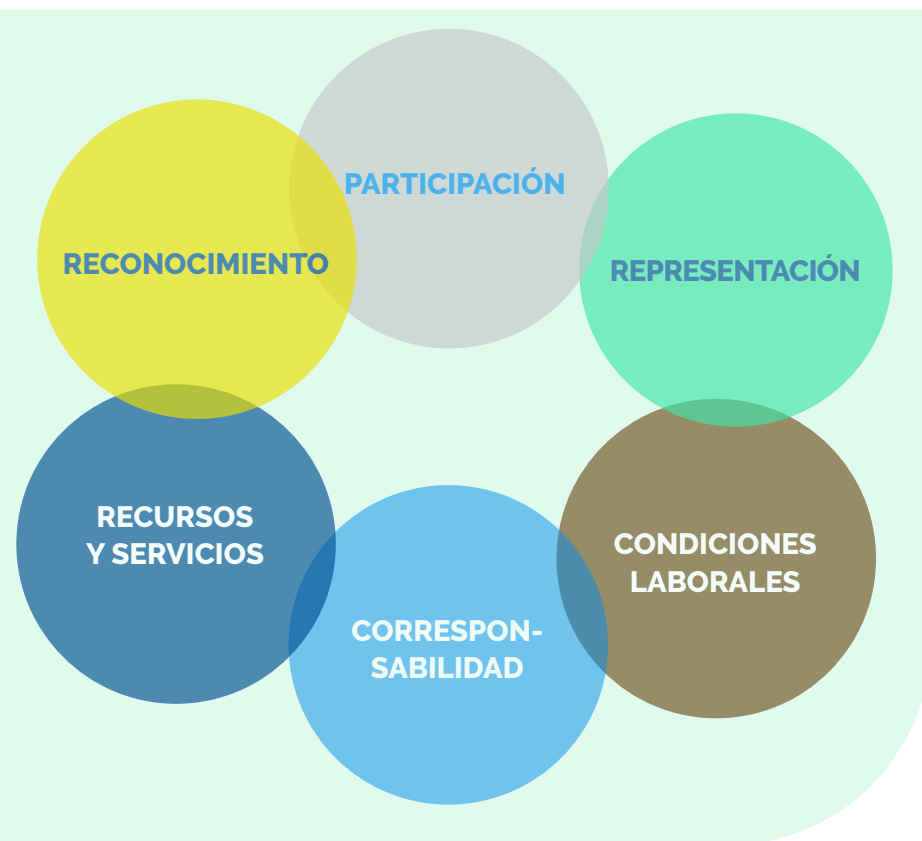 PARTICIPACIÓN
RECONOCIMIENTO
REPRESENTACIÓN
RECURSOS
Y SERVICIOS
CONDICIONES
LABORALES
CORRESPON-
SABILIDAD